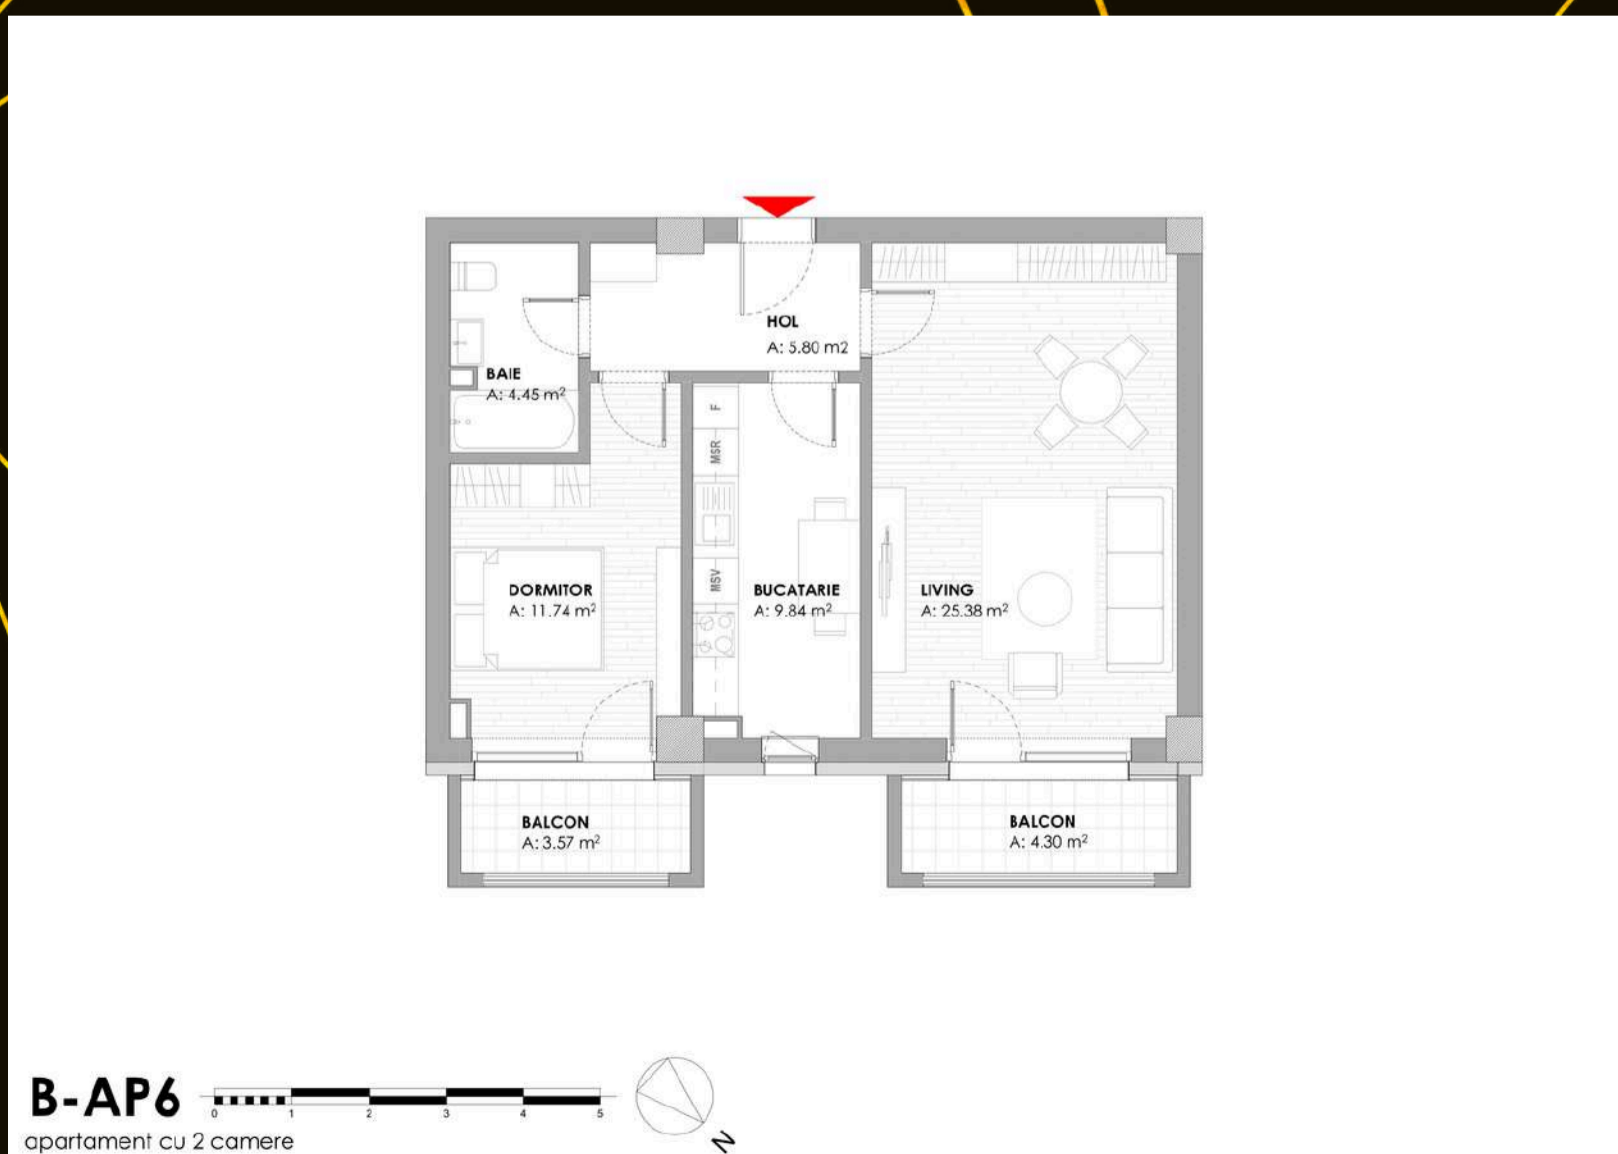 HOL
A: 5.80 m2
BAIE
A: 4.45 m²
F
MSR
MSV
DORMITOR
A: 11.74 m²
BUCATARIE
A: 9.84 m²
LIVING
A: 25.38 m²
BALCON
A: 3.57 m²
BALCON
A: 4.30 m²
B-AP6
0 1 2 3 4 5
N
apartament cu 2 camere